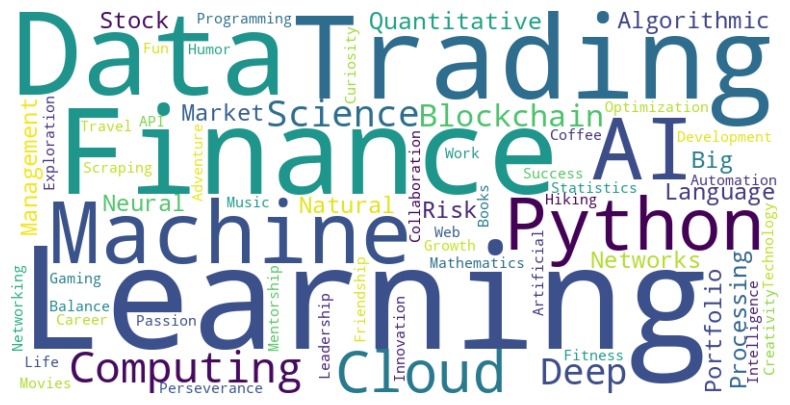 Data
Trading
Stock
Programming
Quantitative
Algorithmic
Fun
Humor
Curiosity
Finance
AI
Management
Exploration
Travel
API
Market
Science
Blockchain
Optimization
Coffee
Development
Scraping
Adventure
Work
Big
Success
Automation
Statistics
Language
Collaboration
Neural
Music
Natural
Risk
Books
Hiking
Machine
Python
Web
Growth
Mathematics
Networks
Artificial
Learning
Networking
Gaming
Balance
Career
Passion
Mentorship
Friendship
Leadership
Innovation
Portfolio
Processing
Intelligence
Creativity
Technology
Life
Movies
Computing
Perseverance
Cloud
Deep
Fitness